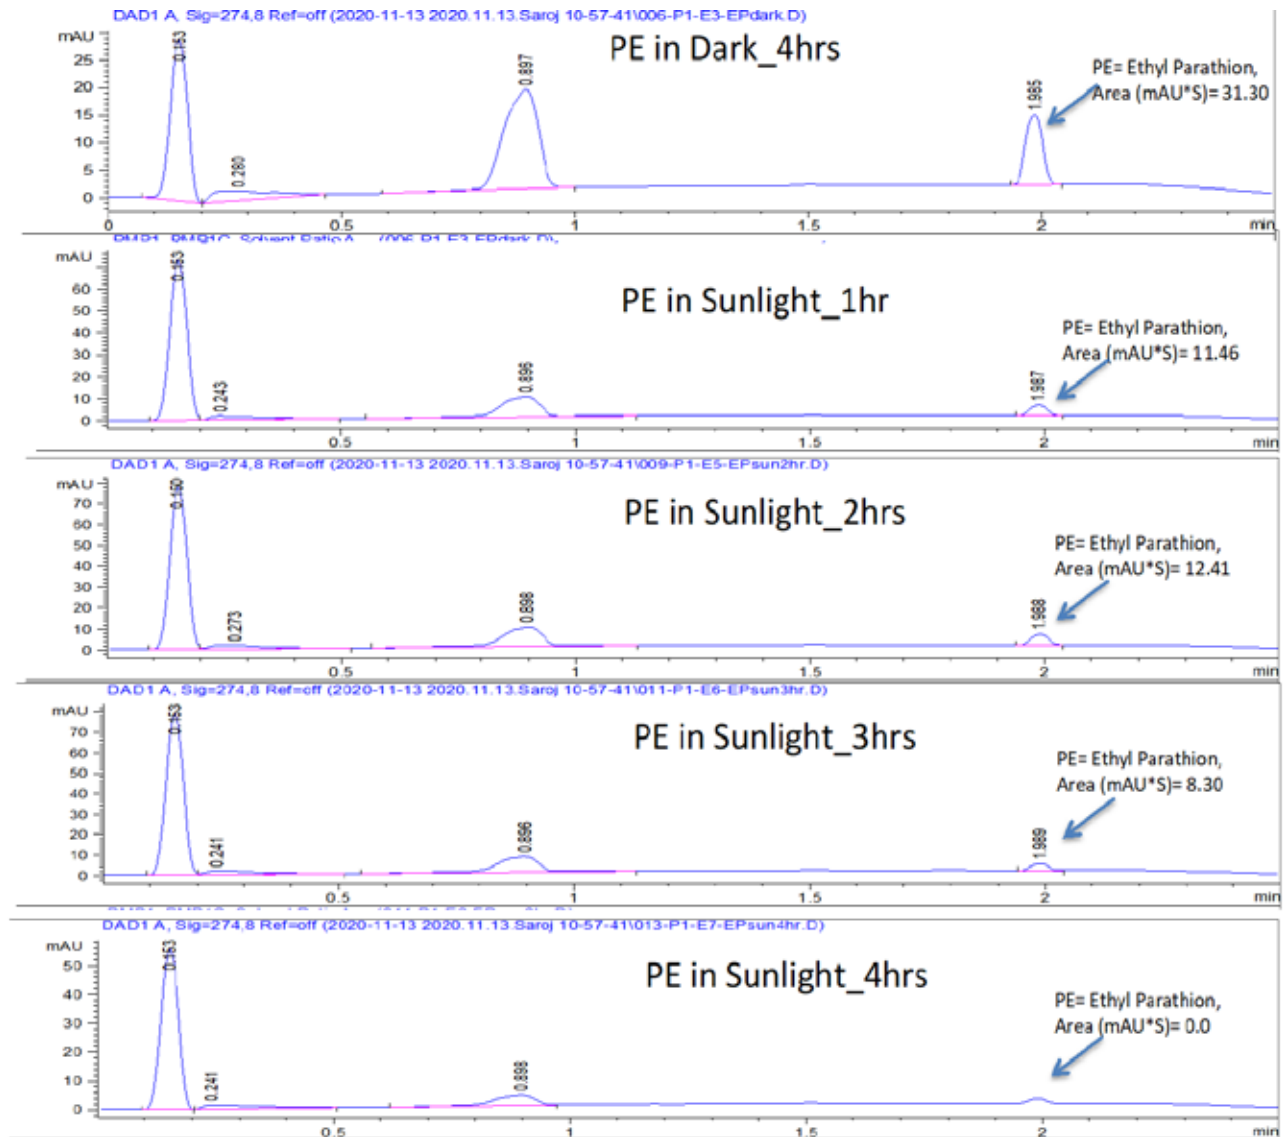 DAD1 A, Sig=274,8 Ref=off (2020-11-13 2020.11.13.Saroj 10-57-41\006-P1-E3-EPdark.D)
mAU
PE in Dark_4hrs
PE= Ethyl Parathion,
Area (mAU*S)= 31.30
0.153
0.280
0.897
1.985
25
20
15
10
5
0
0 0.5 1 1.5 2 min
mAU
PE in Sunlight_1hr
PE= Ethyl Parathion,
Area (mAU*S)= 11.46
0.153
0.243
0.896
1.987
60
50
40
30
20
10
0
0.5 1 1.5 2 min
DAD1 A, Sig=274,8 Ref=off (2020-11-13 2020.11.13.Saroj 10-57-41\009-P1-E5-EPsun2hr.D)
mAU
PE in Sunlight_2hrs
PE= Ethyl Parathion,
Area (mAU*S)= 12.41
0.150
0.273
0.898
1.988
70
60
50
40
30
20
10
0
0.5 1 1.5 2 min
DAD1 A, Sig=274,8 Ref=off (2020-11-13 2020.11.13.Saroj 10-57-41\011-P1-E6-EPsun3hr.D)
mAU
PE in Sunlight_3hrs
PE= Ethyl Parathion,
Area (mAU*S)= 8.30
0.153
0.241
0.896
1.989
70
60
50
40
30
20
10
0
0.5 1 1.5 2 min
DAD1 A, Sig=274,8 Ref=off (2020-11-13 2020.11.13.Saroj 10-57-41\013-P1-E7-EPsun4hr.D)
mAU
PE in Sunlight_4hrs
PE= Ethyl Parathion,
Area (mAU*S)= 0.0
0.153
0.241
0.898
50
40
30
20
10
0
0.5 1 1.5 2 min